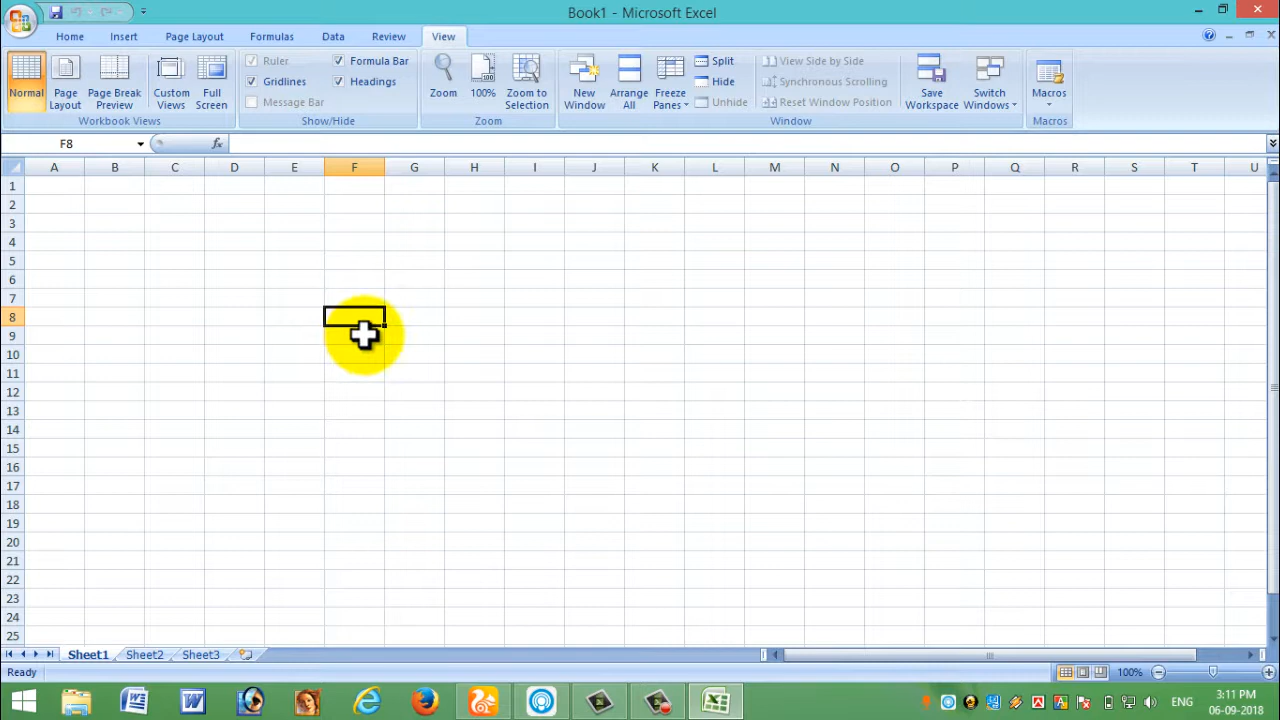 Book1 - Microsoft Excel
Home Insert Page Layout Formulas Data Review View
Normal
Page Layout
Page Break Preview
Custom Views
Full Screen
Workbook Views
Ruler
Gridlines
Message Bar
Formula Bar
Headings
Show/Hide
Zoom
100%
Zoom to Selection
Zoom
New Window
Arrange All
Freeze Panes
Split
Hide
Unhide
View Side by Side
Synchronous Scrolling
Reset Window Position
Window
Save Workspace
Switch Windows
Macros
Macros
F8
fx
A B C D E F G H I J K L M N O P Q R S T U
1
2
3
4
5
6
7
8
9
10
11
12
13
14
15
16
17
18
19
20
21
22
23
24
25
Sheet1 Sheet2 Sheet3
Ready 100%
ENG 3:11 PM
06-09-2018